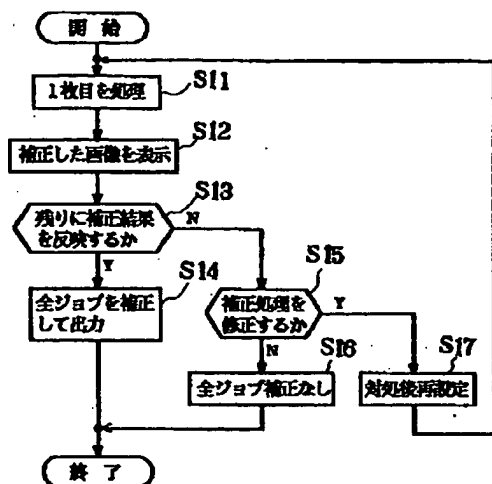 開始
1枚目を処理
S11
補正した画像を表示
S12
残りに補正結果
を反映するか
S13
N
Y
全ジョブを補正
して出力
S14
補正処理を
修正するか
S15
Y
N
全ジョブ補正なし
S16
対処後再設定
S17
終了